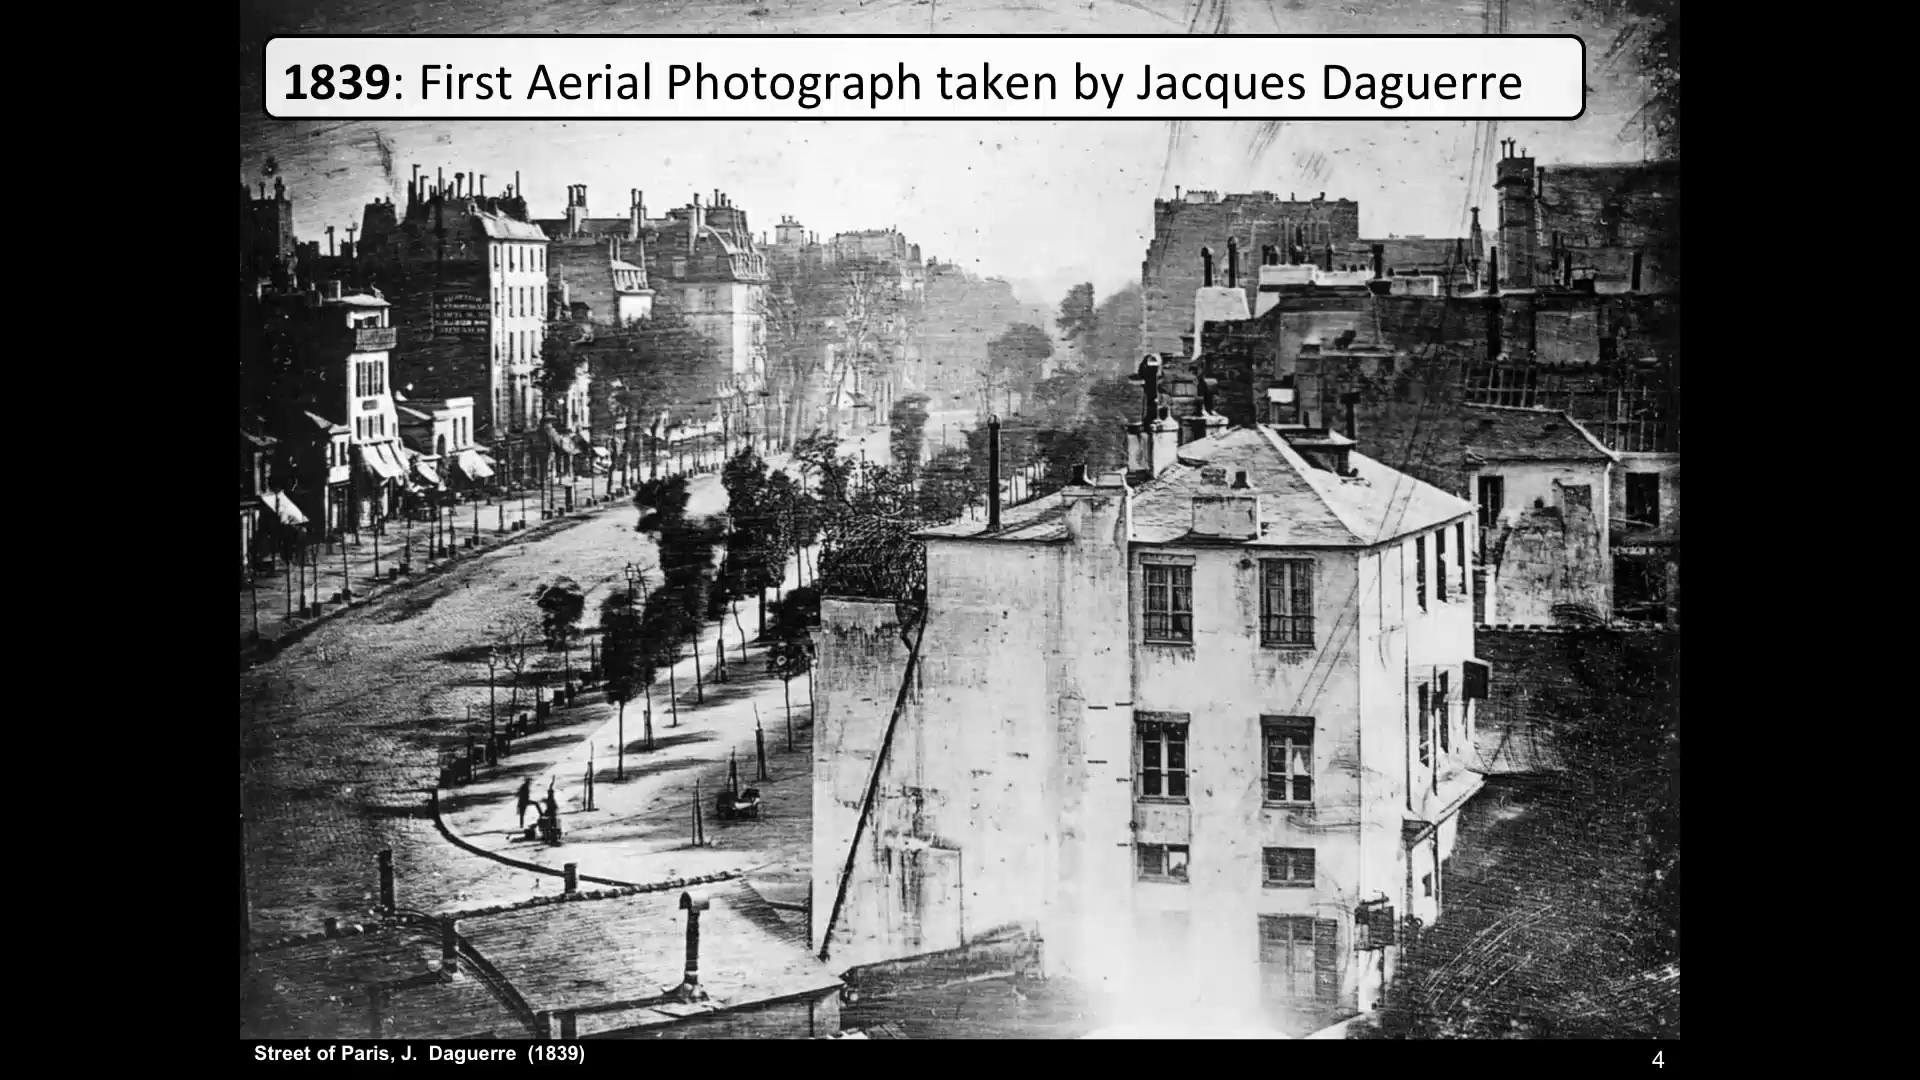 1839: First Aerial Photograph taken by Jacques Daguerre
Street of Paris, J. Daguerre (1839)
4